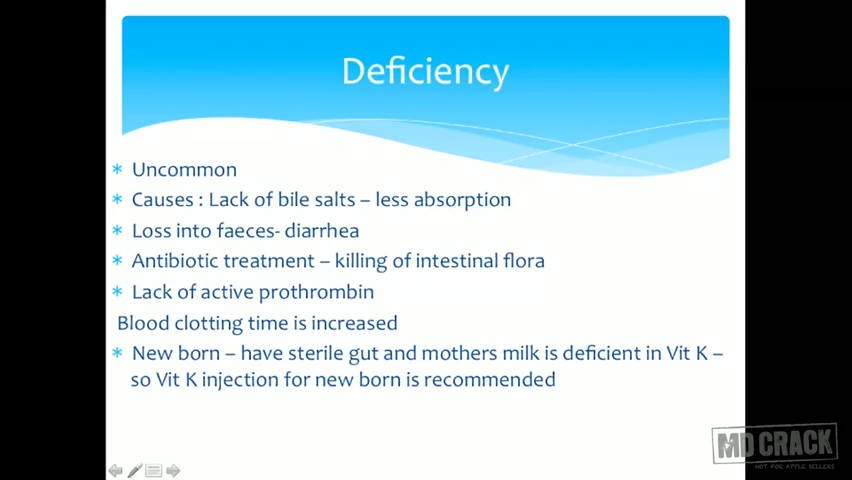 Deficiency
* Uncommon
* Causes : Lack of bile salts – less absorption
* Loss into faeces- diarrhea
* Antibiotic treatment – killing of intestinal flora
* Lack of active prothrombin
Blood clotting time is increased
* New born – have sterile gut and mothers milk is deficient in Vit K –
so Vit K injection for new born is recommended
MD CRACK
NOT FOR APPLE SELLERS